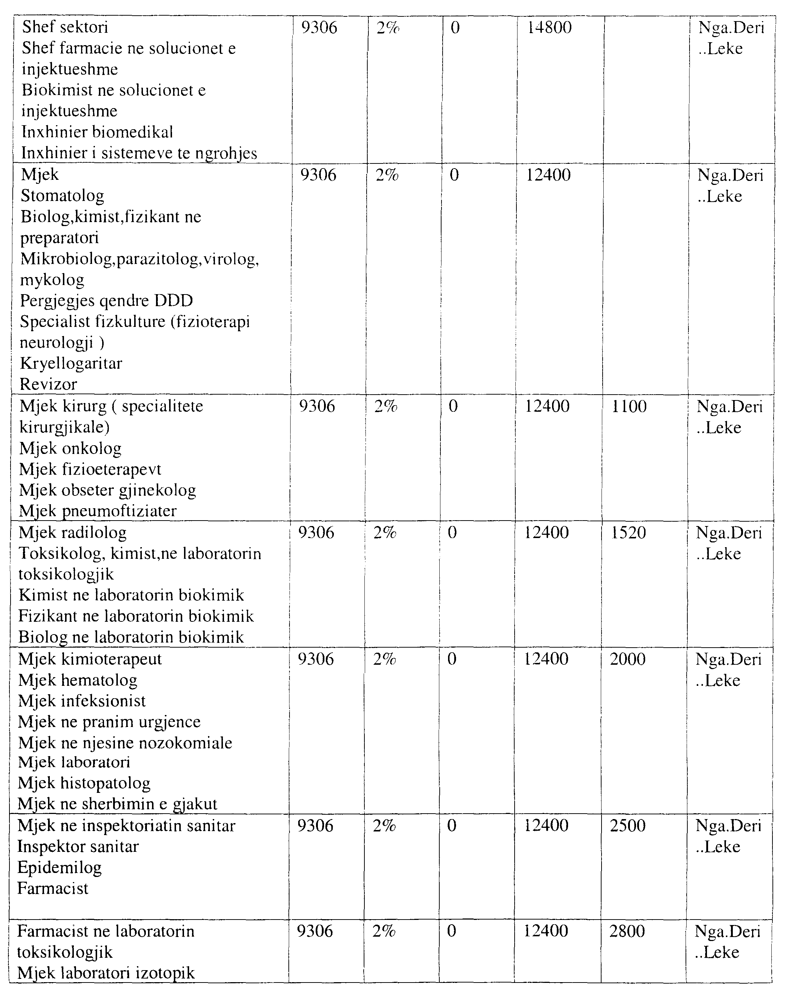 Shef sektori 9306 2% 0 14800 Nga.Deri
Shef farmacie ne solucionet e ..Leke
injektueshme
Biokimist ne solucionet e
injektueshme
Inxhinier biomedikal
Inxhinier i sistemeve te ngrohjes
Mjek 9306 2% 0 12400 Nga.Deri
Stomatolog ..Leke
Biolog,kimist,fizikant ne
preparatori
Mikrobiolog,parazitolog,virolog,
mykolog
Pergjegjes qendre DDD
Specialist fizkulture (fizioterapi
neurologji )
Kryellogaritar
Revizor
Mjek kirurg ( specialitete 9306 2% 0 12400 1100 Nga.Deri
kirurgjikale) ..Leke
Mjek onkolog
Mjek fizioeterapevt
Mjek obseter gjinekolog
Mjek pneumoftiziater
Mjek radilolog 9306 2% 0 12400 1520 Nga.Deri
Toksikolog, kimist,ne laboratorin ..Leke
toksikologjik
Kimist ne laboratorin biokimik
Fizikant ne laboratorin biokimik
Biolog ne laboratorin biokimik
Mjek kimioterapeut 9306 2% 0 12400 2000 Nga.Deri
Mjek hematolog ..Leke
Mjek infeksionist
Mjek ne pranim urgjence
Mjek ne njesine nozokomiale
Mjek laboratori
Mjek histopatolog
Mjek ne sherbimin e gjakut
Mjek ne inspektoriatin sanitar 9306 2% 0 12400 2500 Nga.Deri
Inspektor sanitar ..Leke
Epidemilog
Farmacist
Farmacist ne laboratorin 9306 2% 0 12400 2800 Nga.Deri
toksikologjik ..Leke
Mjek laboratori izotopik